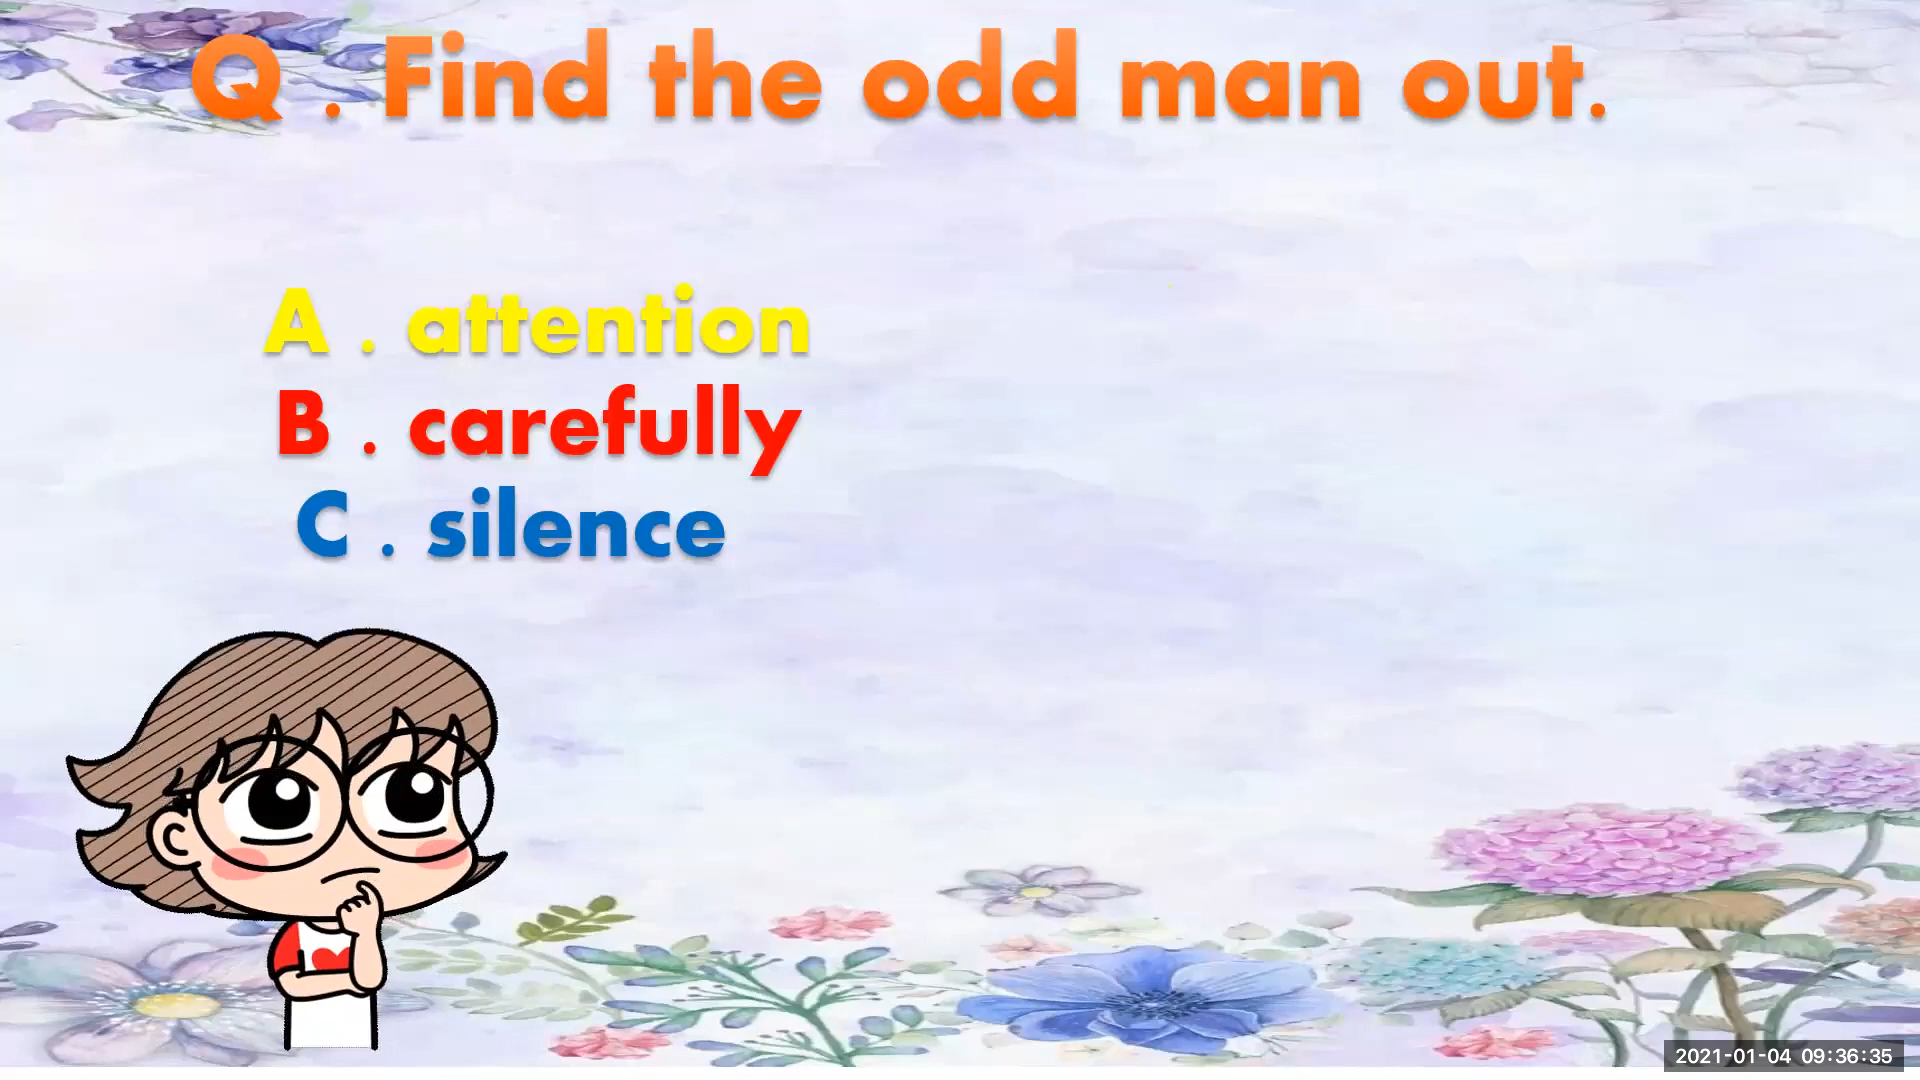 Q . Find the odd man out.
A . attention
B . carefully
C . silence
2021-01-04 09:36:35